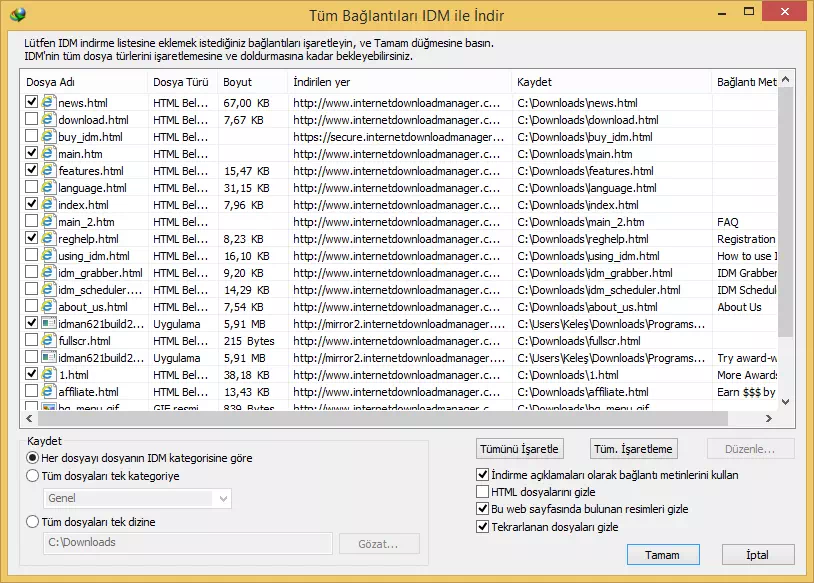 Tüm Bağlantıları IDM ile İndir
Lütfen IDM indirme listesine eklemek istediğiniz bağlantıları işaretleyin, ve Tamam düğmesine basın.
IDM'nin tüm dosya türlerini işaretlemesine ve doldurmasına kadar bekleyebilirsiniz.
Dosya Adı Dosya Türü Boyut İndirilen yer Kaydet Bağlantı Met
news.html HTML Bel... 67,00 KB http://www.internetdownloadmanager.c... C:\Downloads\news.html
download.html HTML Bel... 7,67 KB http://www.internetdownloadmanager.c... C:\Downloads\download.html
buy_idm.html HTML Bel... https://secure.internetdownloadmanager... C:\Downloads\buy_idm.html
main.htm HTML Bel... http://www.internetdownloadmanager.c... C:\Downloads\main.htm
features.html HTML Bel... 15,47 KB http://www.internetdownloadmanager.c... C:\Downloads\features.html
language.html HTML Bel... 31,15 KB http://www.internetdownloadmanager.c... C:\Downloads\language.html
index.html HTML Bel... 7,96 KB http://www.internetdownloadmanager.c... C:\Downloads\index.html
main_2.htm HTML Bel... http://www.internetdownloadmanager.c... C:\Downloads\main_2.htm FAQ
reghelp.html HTML Bel... 8,23 KB http://www.internetdownloadmanager.c... C:\Downloads\reghelp.html Registration
using_idm.html HTML Bel... 16,10 KB http://www.internetdownloadmanager.c... C:\Downloads\using_idm.html How to use I
idm_grabber.html HTML Bel... 9,20 KB http://www.internetdownloadmanager.c... C:\Downloads\idm_grabber.html IDM Grabber
idm_scheduler.... HTML Bel... 14,29 KB http://www.internetdownloadmanager.c... C:\Downloads\idm_scheduler.html IDM Schedul
about_us.html HTML Bel... 7,54 KB http://www.internetdownloadmanager.c... C:\Downloads\about_us.html About Us
idman621build2... Uygulama 5,91 MB http://mirror2.internetdownloadmanager.... C:\Users\Keleş\Downloads\Programs...
fullscr.html HTML Bel... 215 Bytes http://www.internetdownloadmanager.c... C:\Downloads\fullscr.html
idman621build2... Uygulama 5,91 MB http://mirror2.internetdownloadmanager.... C:\Users\Keleş\Downloads\Programs... Try award-w
1.html HTML Bel... 38,18 KB http://www.internetdownloadmanager.c... C:\Downloads\1.html More Awards
affiliate.html HTML Bel... 13,43 KB http://www.internetdownloadmanager.c... C:\Downloads\affiliate.html Earn $$$ by
bg_menu.gif GIF resmi 839 Bytes http://www.internetdownloadmanager.c... C:\Downloads\bg_menu.gif
Kaydet
Her dosyayı dosyanın IDM kategorisine göre
Tüm dosyaları tek kategoriye
Genel
Tüm dosyaları tek dizine
C:\Downloads
Gözat...
Tümünü İşaretle Tüm. İşaretleme Düzenle...
İndirme açıklamaları olarak bağlantı metinlerini kullan
HTML dosyalarını gizle
Bu web sayfasında bulunan resimleri gizle
Tekrarlanan dosyaları gizle
Tamam İptal